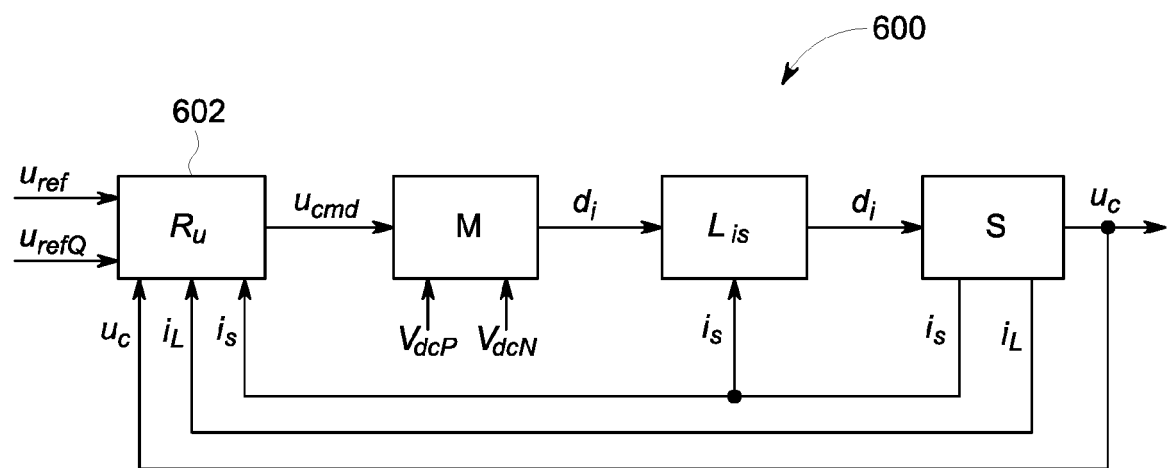 600
602
u_ref
u_refQ
R_u
u_cmd
M
d_i
L_is
d_i
S
u_c
u_c
i_L
i_s
V_dcP
V_dcN
i_s
i_s
i_L